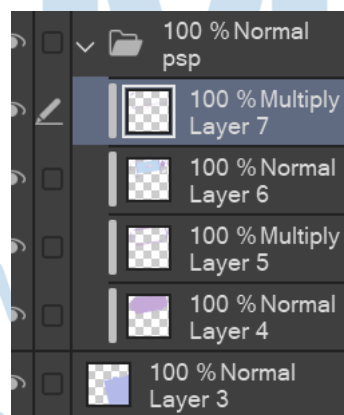 100 % Normal
psp
100 % Multiply
Layer 7
100 % Normal
Layer 6
100 % Multiply
Layer 5
100 % Normal
Layer 4
100 % Normal
Layer 3